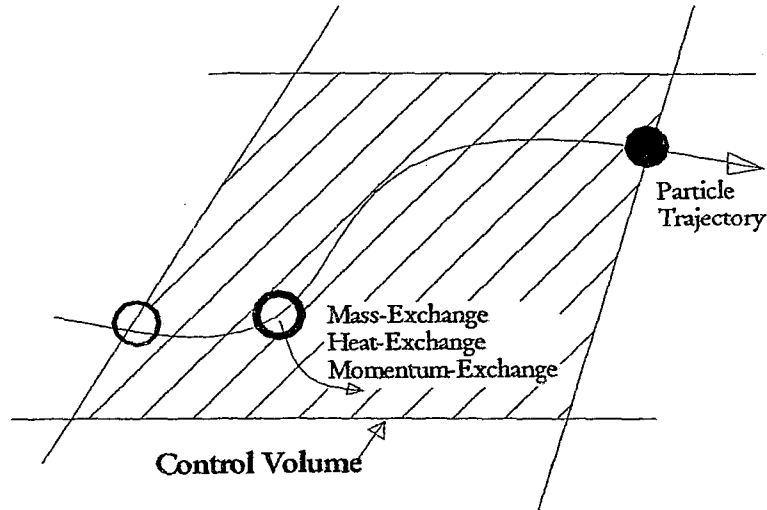 Particle
Trajectory
Mass-Exchange
Heat-Exchange
Momentum-Exchange
Control Volume